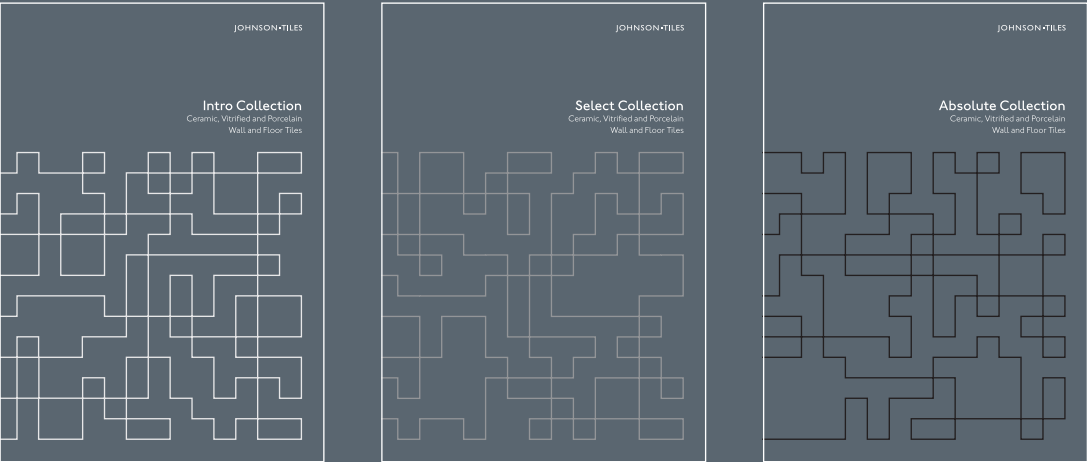 JOHNSON•TILES
Intro Collection
Ceramic, Vitrified and Porcelain
Wall and Floor Tiles
JOHNSON•TILES
Select Collection
Ceramic, Vitrified and Porcelain
Wall and Floor Tiles
JOHNSON•TILES
Absolute Collection
Ceramic, Vitrified and Porcelain
Wall and Floor Tiles